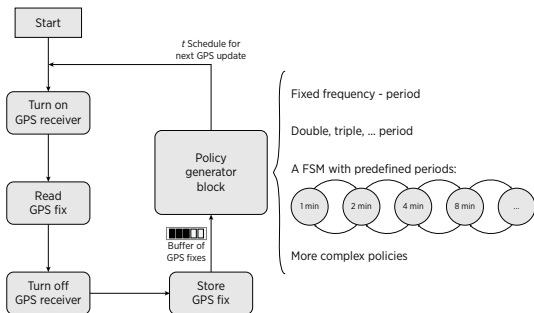 Start
t Schedule for
next GPS update
Turn on
GPS receiver
Read
GPS fix
Turn off
GPS receiver
Store
GPS fix
Buffer of
GPS fixes
Policy
generator
block
Fixed frequency - period
Double, triple, ... period
A FSM with predefined periods:
1 min
2 min
4 min
8 min
...
More complex policies